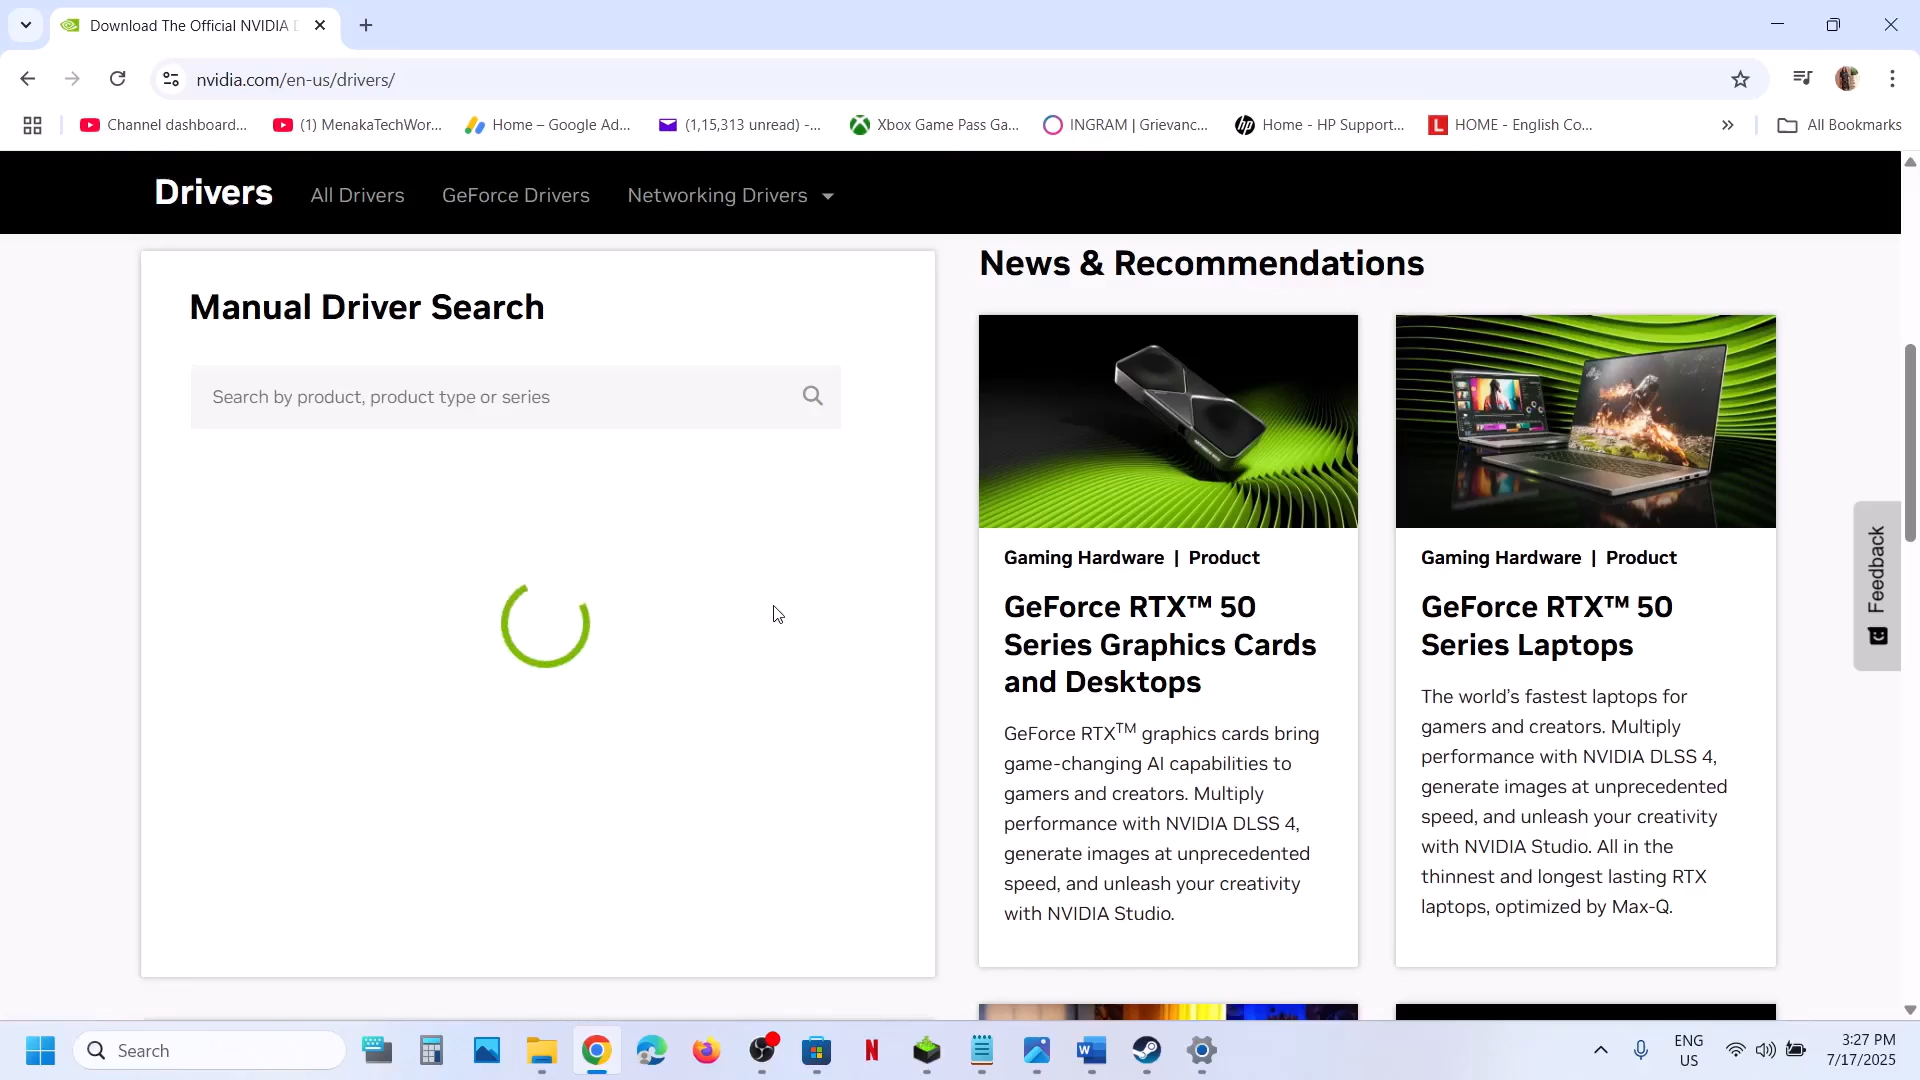 Download The Official NVIDIA
nvidia.com/en-us/drivers/
Channel dashboard...
(1) MenakaTechWor...
Home – Google Ad...
(1,15,313 unread) -...
Xbox Game Pass Ga...
INGRAM | Grievanc...
Home - HP Support...
HOME - English Co...
All Bookmarks
Drivers
All Drivers
GeForce Drivers
Networking Drivers
Manual Driver Search
Search by product, product type or series
News & Recommendations
Gaming Hardware | Product
GeForce RTX™ 50
Series Graphics Cards
and Desktops
GeForce RTX™ graphics cards bring
game-changing AI capabilities to
gamers and creators. Multiply
performance with NVIDIA DLSS 4,
generate images at unprecedented
speed, and unleash your creativity
with NVIDIA Studio.
Gaming Hardware | Product
GeForce RTX™ 50
Series Laptops
The world's fastest laptops for
gamers and creators. Multiply
performance with NVIDIA DLSS 4,
generate images at unprecedented
speed, and unleash your creativity
with NVIDIA Studio. All in the
thinnest and longest lasting RTX
laptops, optimized by Max-Q.
Feedback
Search
ENG
US
3:27 PM
7/17/2025